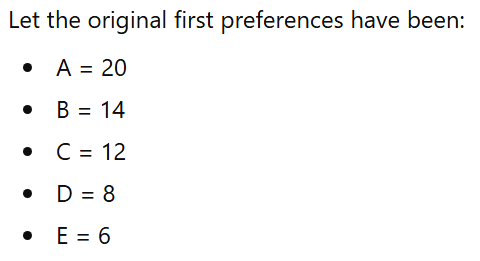 Let the original first preferences have been:
• A = 20
• B = 14
• C = 12
• D = 8
• E = 6